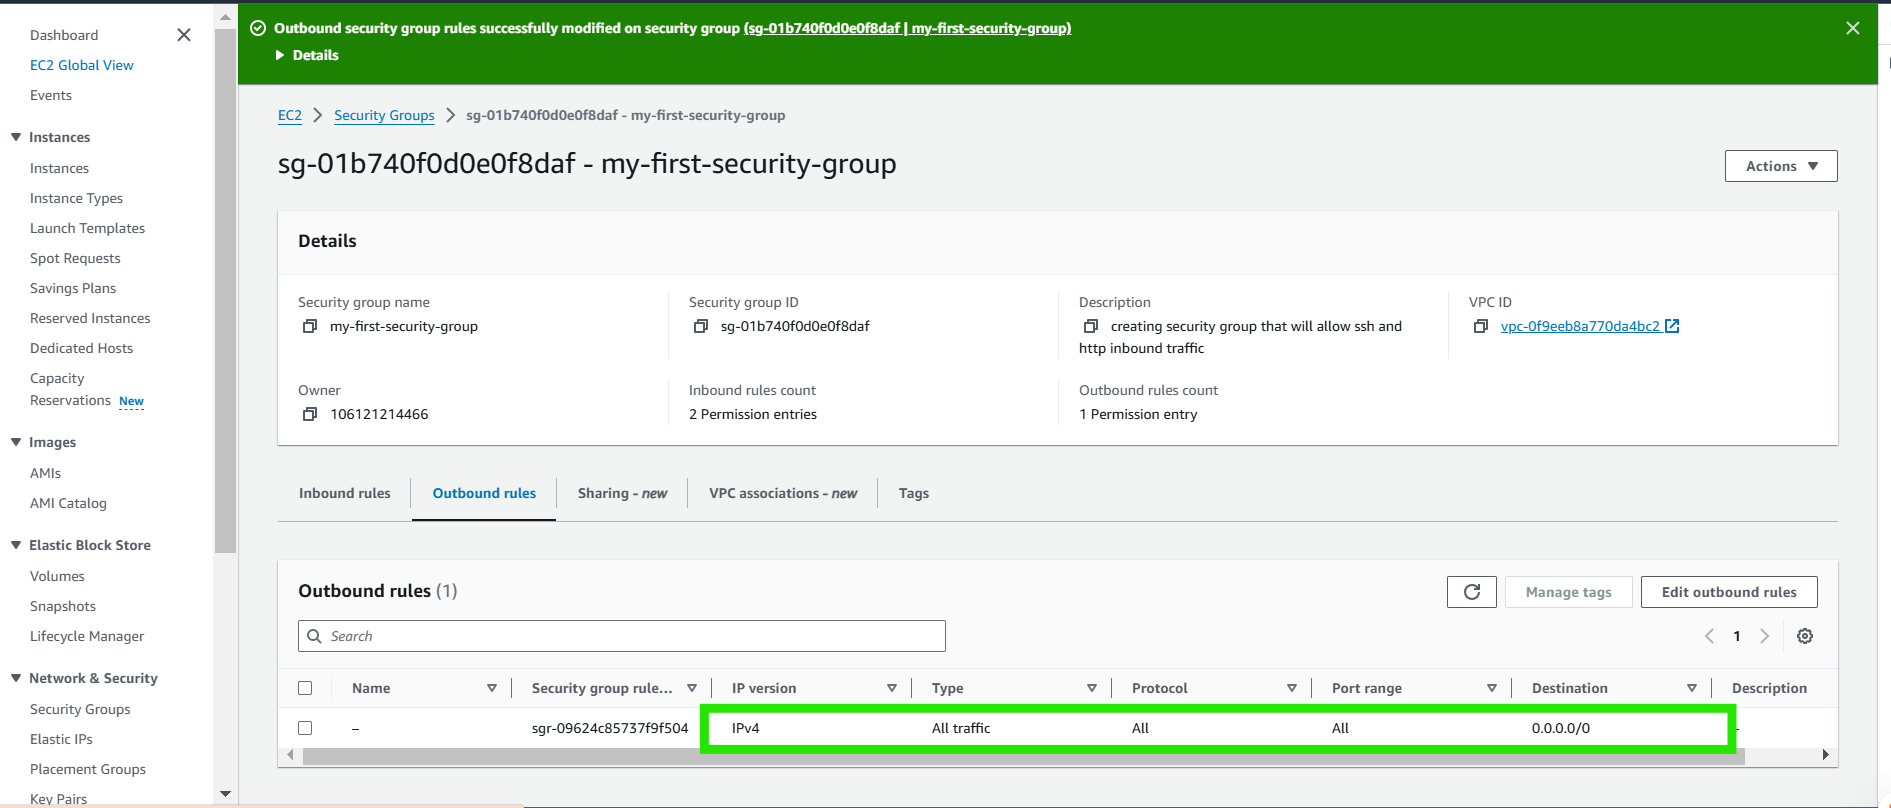 Dashboard
EC2 Global View
Events
Instances
Instances
Instance Types
Launch Templates
Spot Requests
Savings Plans
Reserved Instances
Dedicated Hosts
Capacity
Reservations New
Images
AMIs
AMI Catalog
Elastic Block Store
Volumes
Snapshots
Lifecycle Manager
Network & Security
Security Groups
Elastic IPs
Placement Groups
Key Pairs
Outbound security group rules successfully modified on security group (sg-01b740f0d0e0f8daf | my-first-security-group)
Details
EC2 Security Groups sg-01b740f0d0e0f8daf - my-first-security-group
sg-01b740f0d0e0f8daf - my-first-security-group
Actions
Details
Security group name
my-first-security-group
Security group ID
sg-01b740f0d0e0f8daf
Description
creating security group that will allow ssh and
http inbound traffic
VPC ID
vpc-0f9eeb8a770da4bc2
Owner
106121214466
Inbound rules count
2 Permission entries
Outbound rules count
1 Permission entry
Inbound rules Outbound rules Sharing - new VPC associations - new Tags
Outbound rules (1)
Manage tags Edit outbound rules
Search
1
Name Security group rule... IP version Type Protocol Port range Destination Description
– sgr-09624c85737f9f504 IPv4 All traffic All All 0.0.0.0/0 –